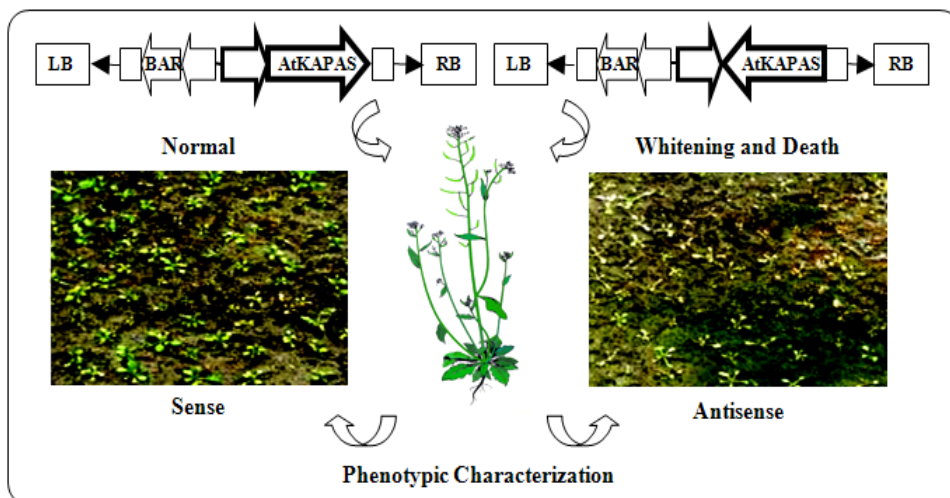 LB BAR AtKAPAS RB LB BAR AtKAPAS RB
Normal Whitening and Death
Sense Antisense
Phenotypic Characterization